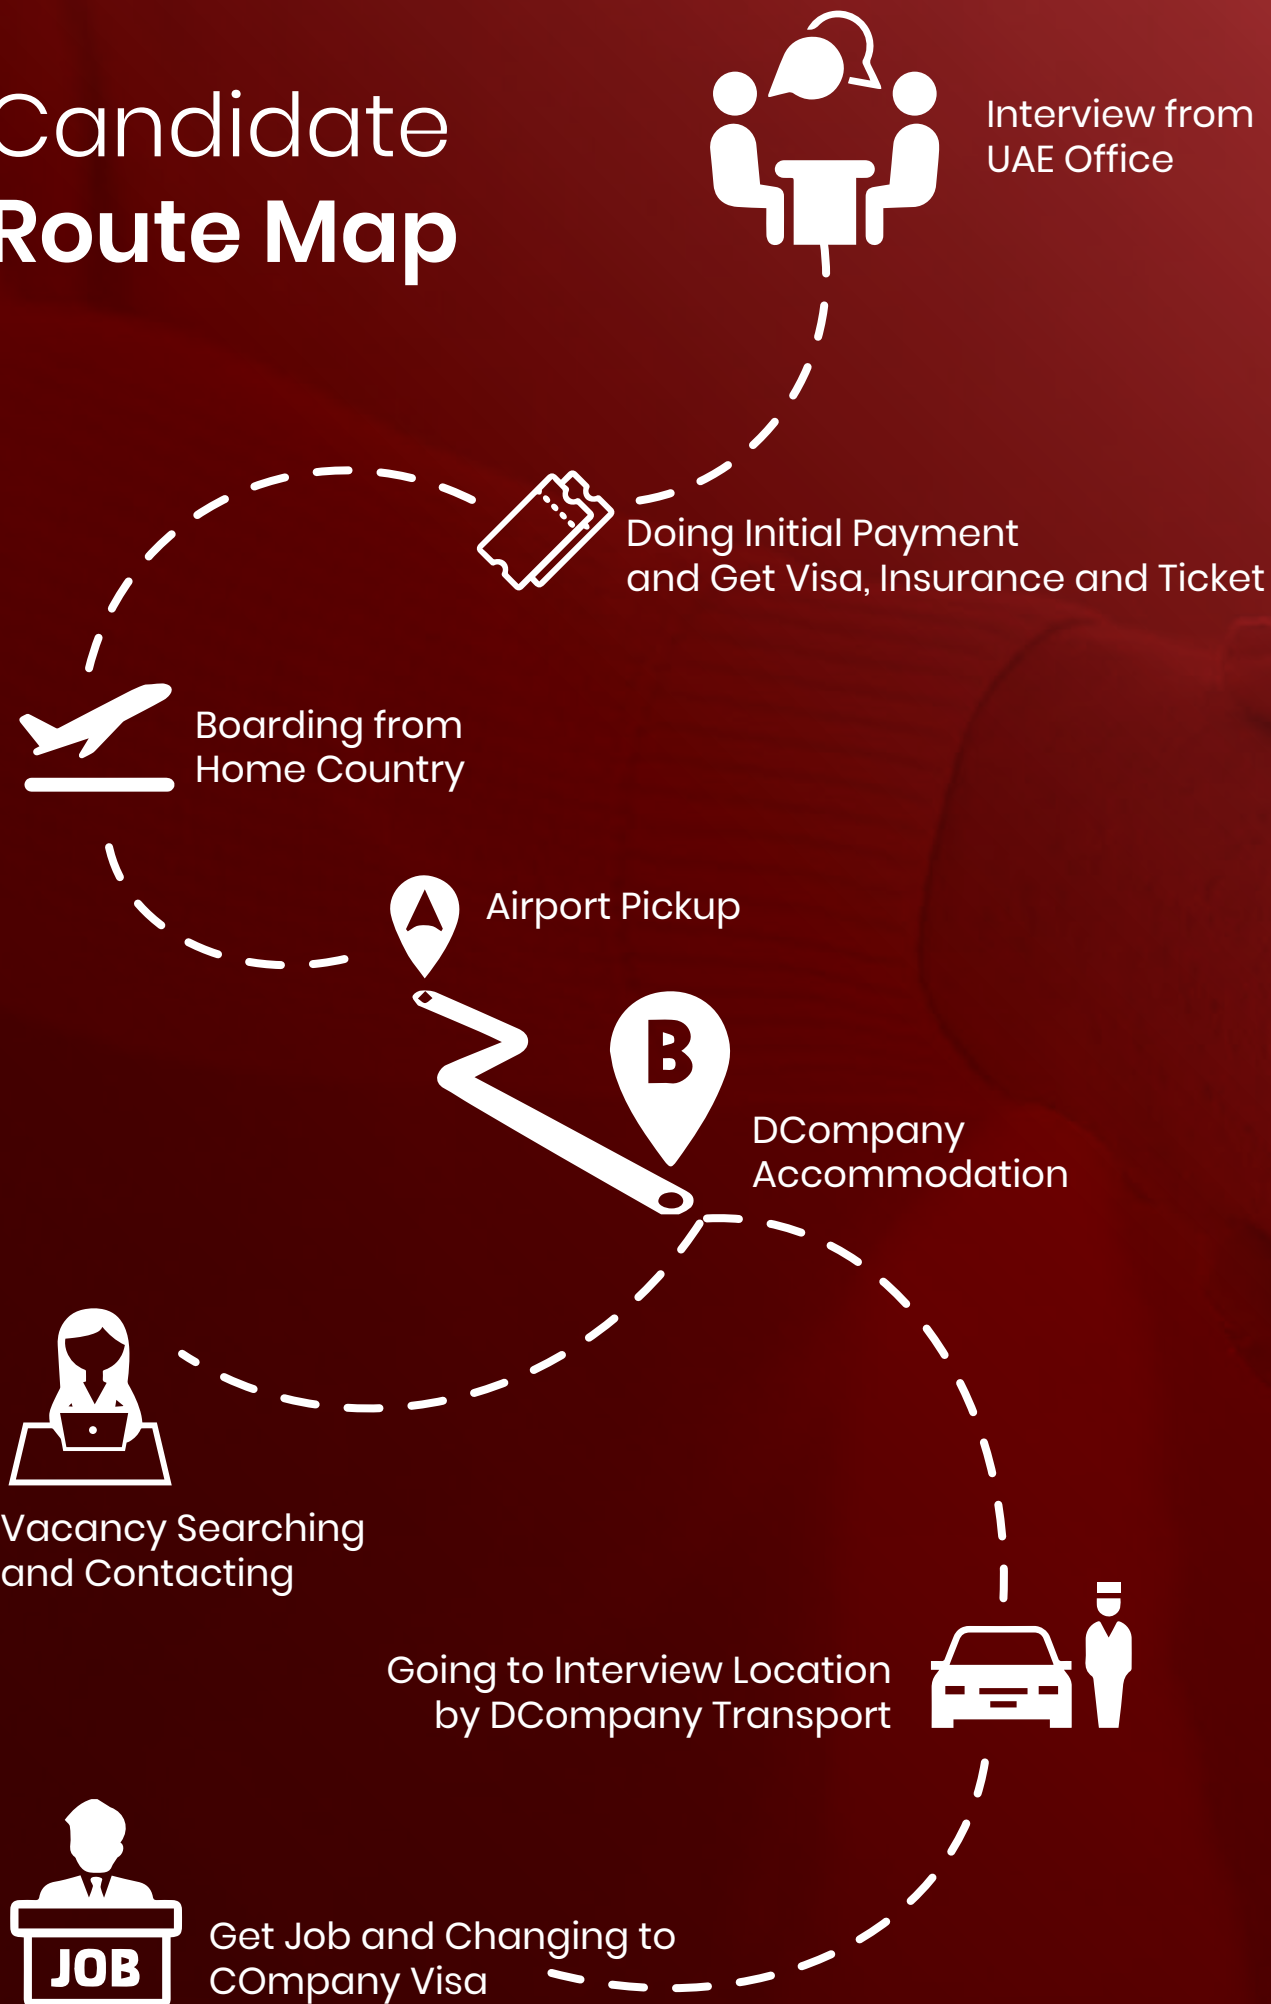 Candidate
Route Map
Interview from
UAE Office
Doing Initial Payment
and Get Visa, Insurance and Ticket
Boarding from
Home Country
Airport Pickup
B
DCompany
Accommodation
Vacancy Searching
and Contacting
Going to Interview Location
by DCompany Transport
JOB
Get Job and Changing to
COmpany Visa